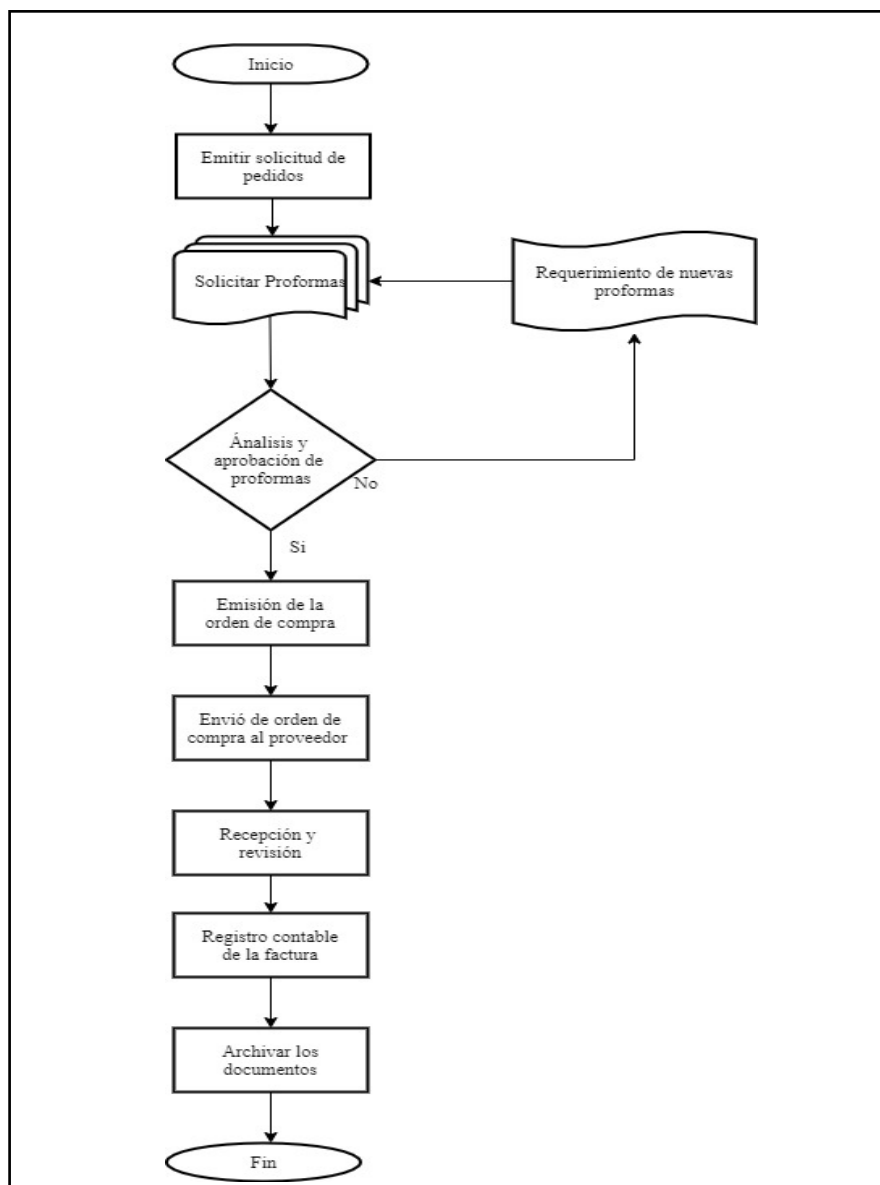 Inicio
Emitir solicitud de
pedidos
Solicitar Proformas
Requerimiento de nuevas
proformas
Ánalisis y
aprobación de
proformas
No
Si
Emisión de la
orden de compra
Envió de orden de
compra al proveedor
Recepción y
revisión
Registro contable
de la factura
Archivar los
documentos
Fin